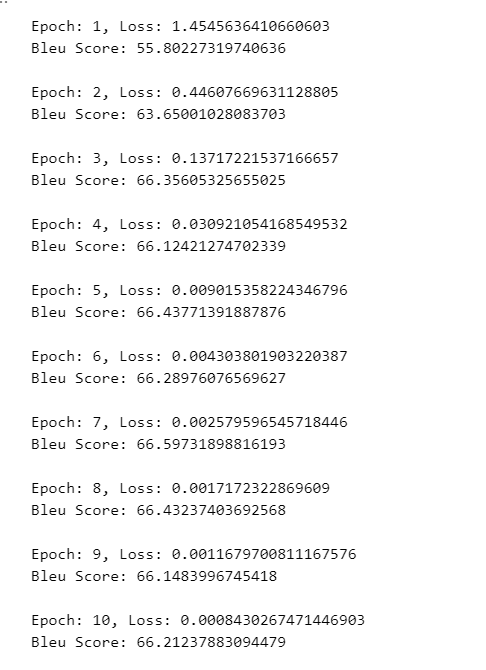 Epoch: 1, Loss: 1.4545636410660603
Bleu Score: 55.80227319740636
Epoch: 2, Loss: 0.44607669631128805
Bleu Score: 63.65001028083703
Epoch: 3, Loss: 0.13717221537166657
Bleu Score: 66.35605325655025
Epoch: 4, Loss: 0.030921054168549532
Bleu Score: 66.12421274702339
Epoch: 5, Loss: 0.009015358224346796
Bleu Score: 66.43771391887876
Epoch: 6, Loss: 0.004303801903220387
Bleu Score: 66.28976076569627
Epoch: 7, Loss: 0.002579596545718446
Bleu Score: 66.59731898816193
Epoch: 8, Loss: 0.0017172322869609
Bleu Score: 66.43237403692568
Epoch: 9, Loss: 0.0011679700811167576
Bleu Score: 66.1483996745418
Epoch: 10, Loss: 0.0008430267471446903
Bleu Score: 66.21237883094479